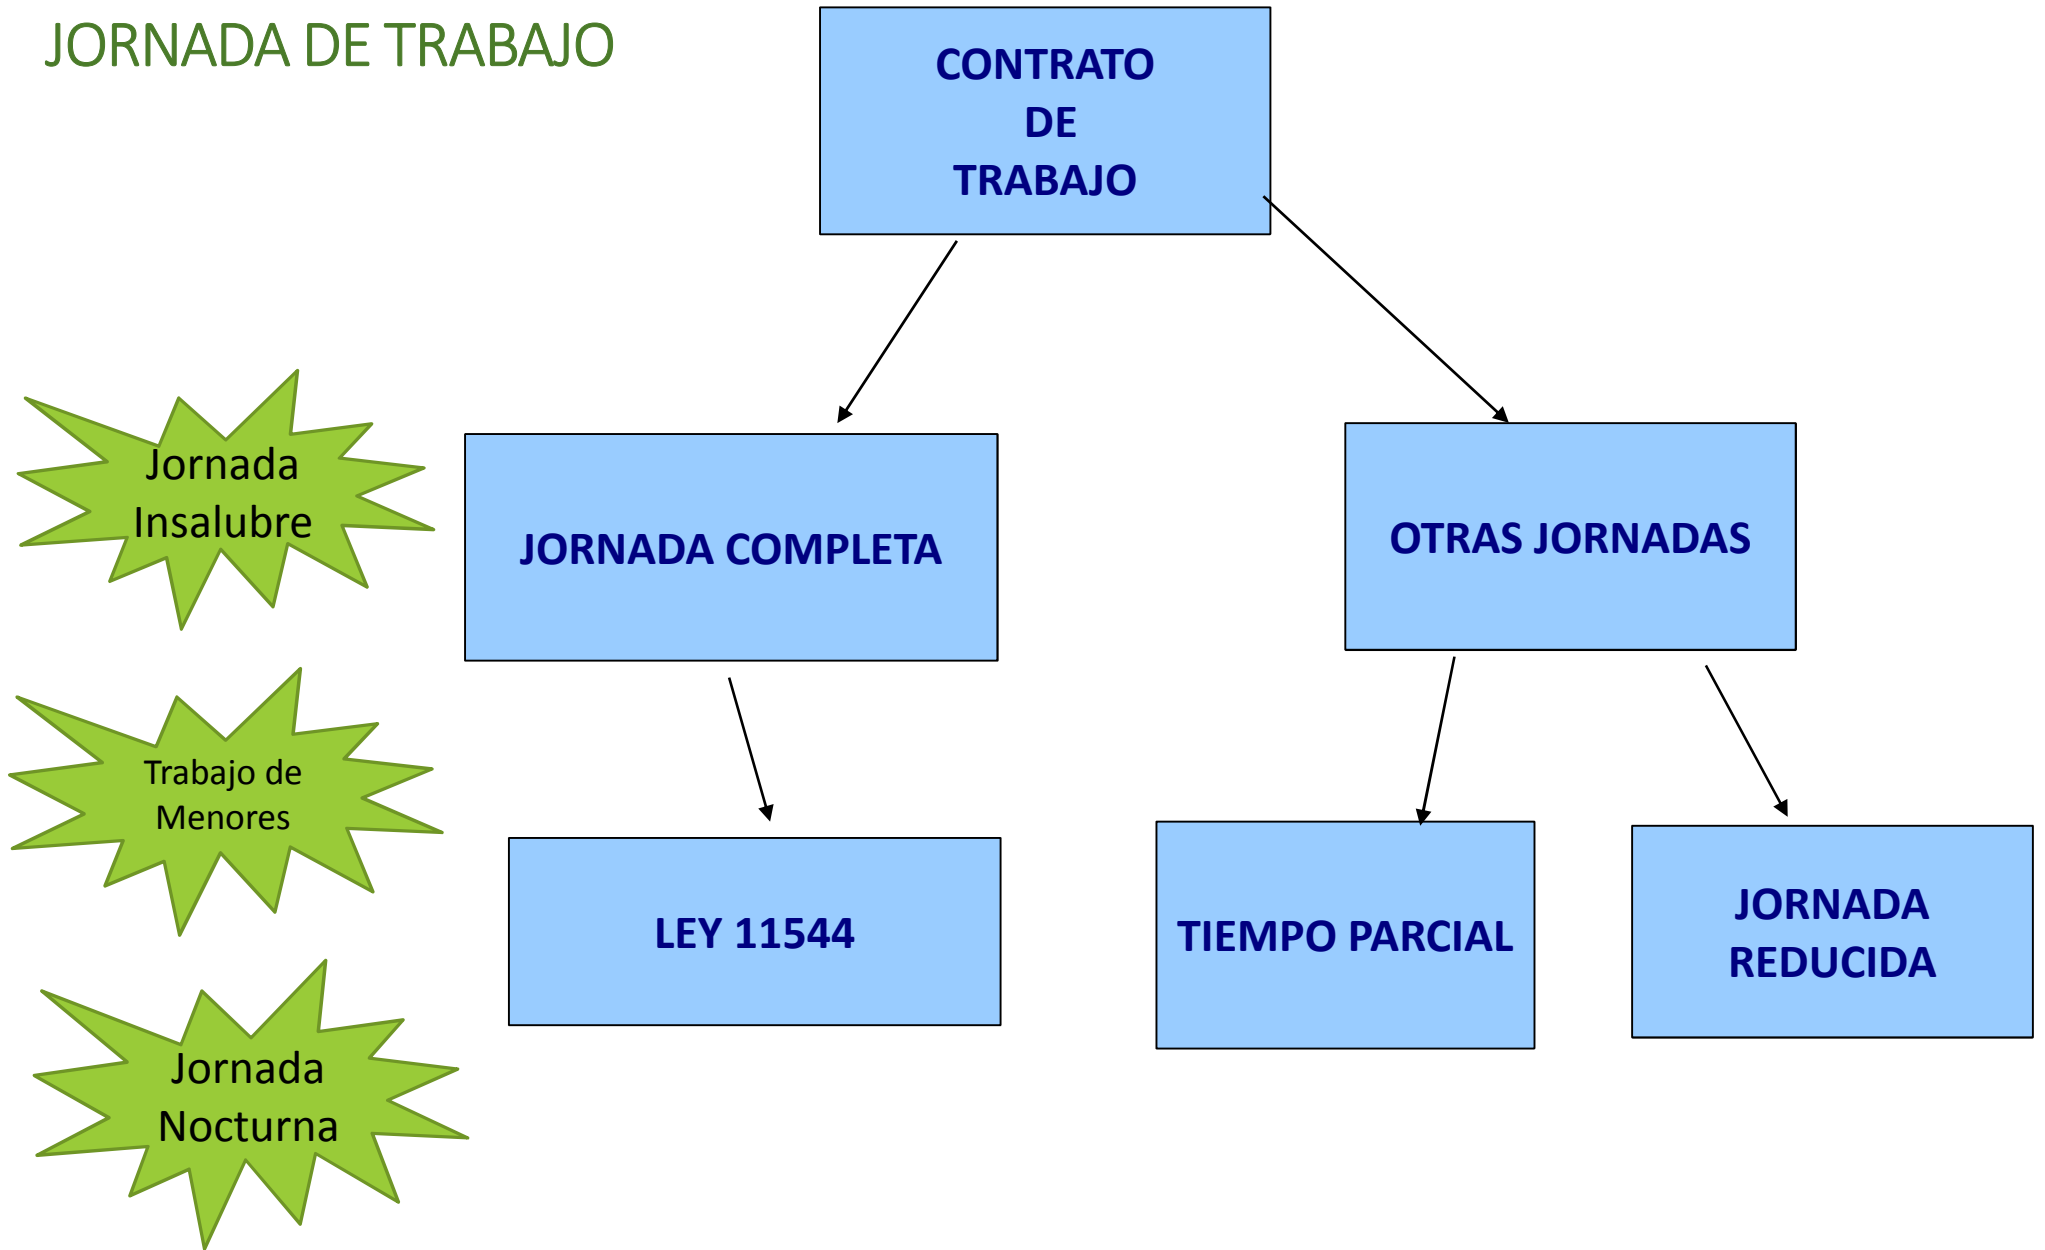 JORNADA DE TRABAJO
CONTRATO
DE
TRABAJO
Jornada
Insalubre
JORNADA COMPLETA
OTRAS JORNADAS
Trabajo de
Menores
LEY 11544
TIEMPO PARCIAL
JORNADA
REDUCIDA
Jornada
Nocturna